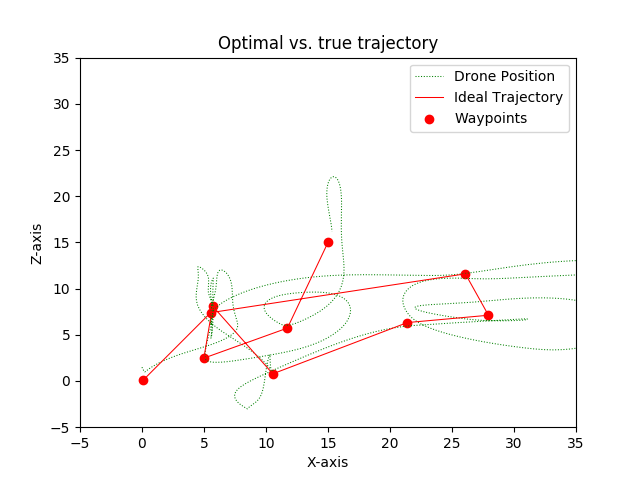 Optimal vs. true trajectory
Drone Position
Ideal Trajectory
Waypoints
Z-axis
35
30
25
20
15
10
5
0
−5
−5 0 5 10 15 20 25 30 35
X-axis